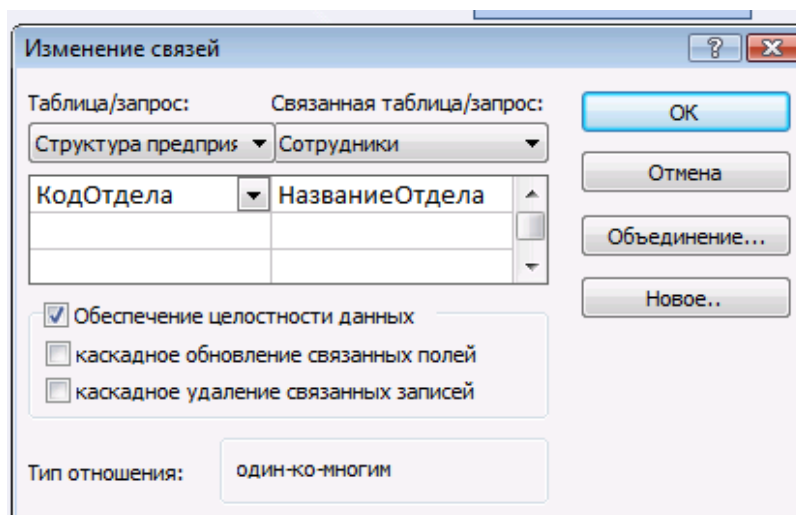 Изменение связей
Таблица/запрос: Связанная таблица/запрос:
Структура предприя Сотрудники
КодОтдела НазваниеОтдела
Обеспечение целостности данных
каскадное обновление связанных полей
каскадное удаление связанных записей
Тип отношения: один-ко-многим
ОК
Отмена
Объединение...
Новое..